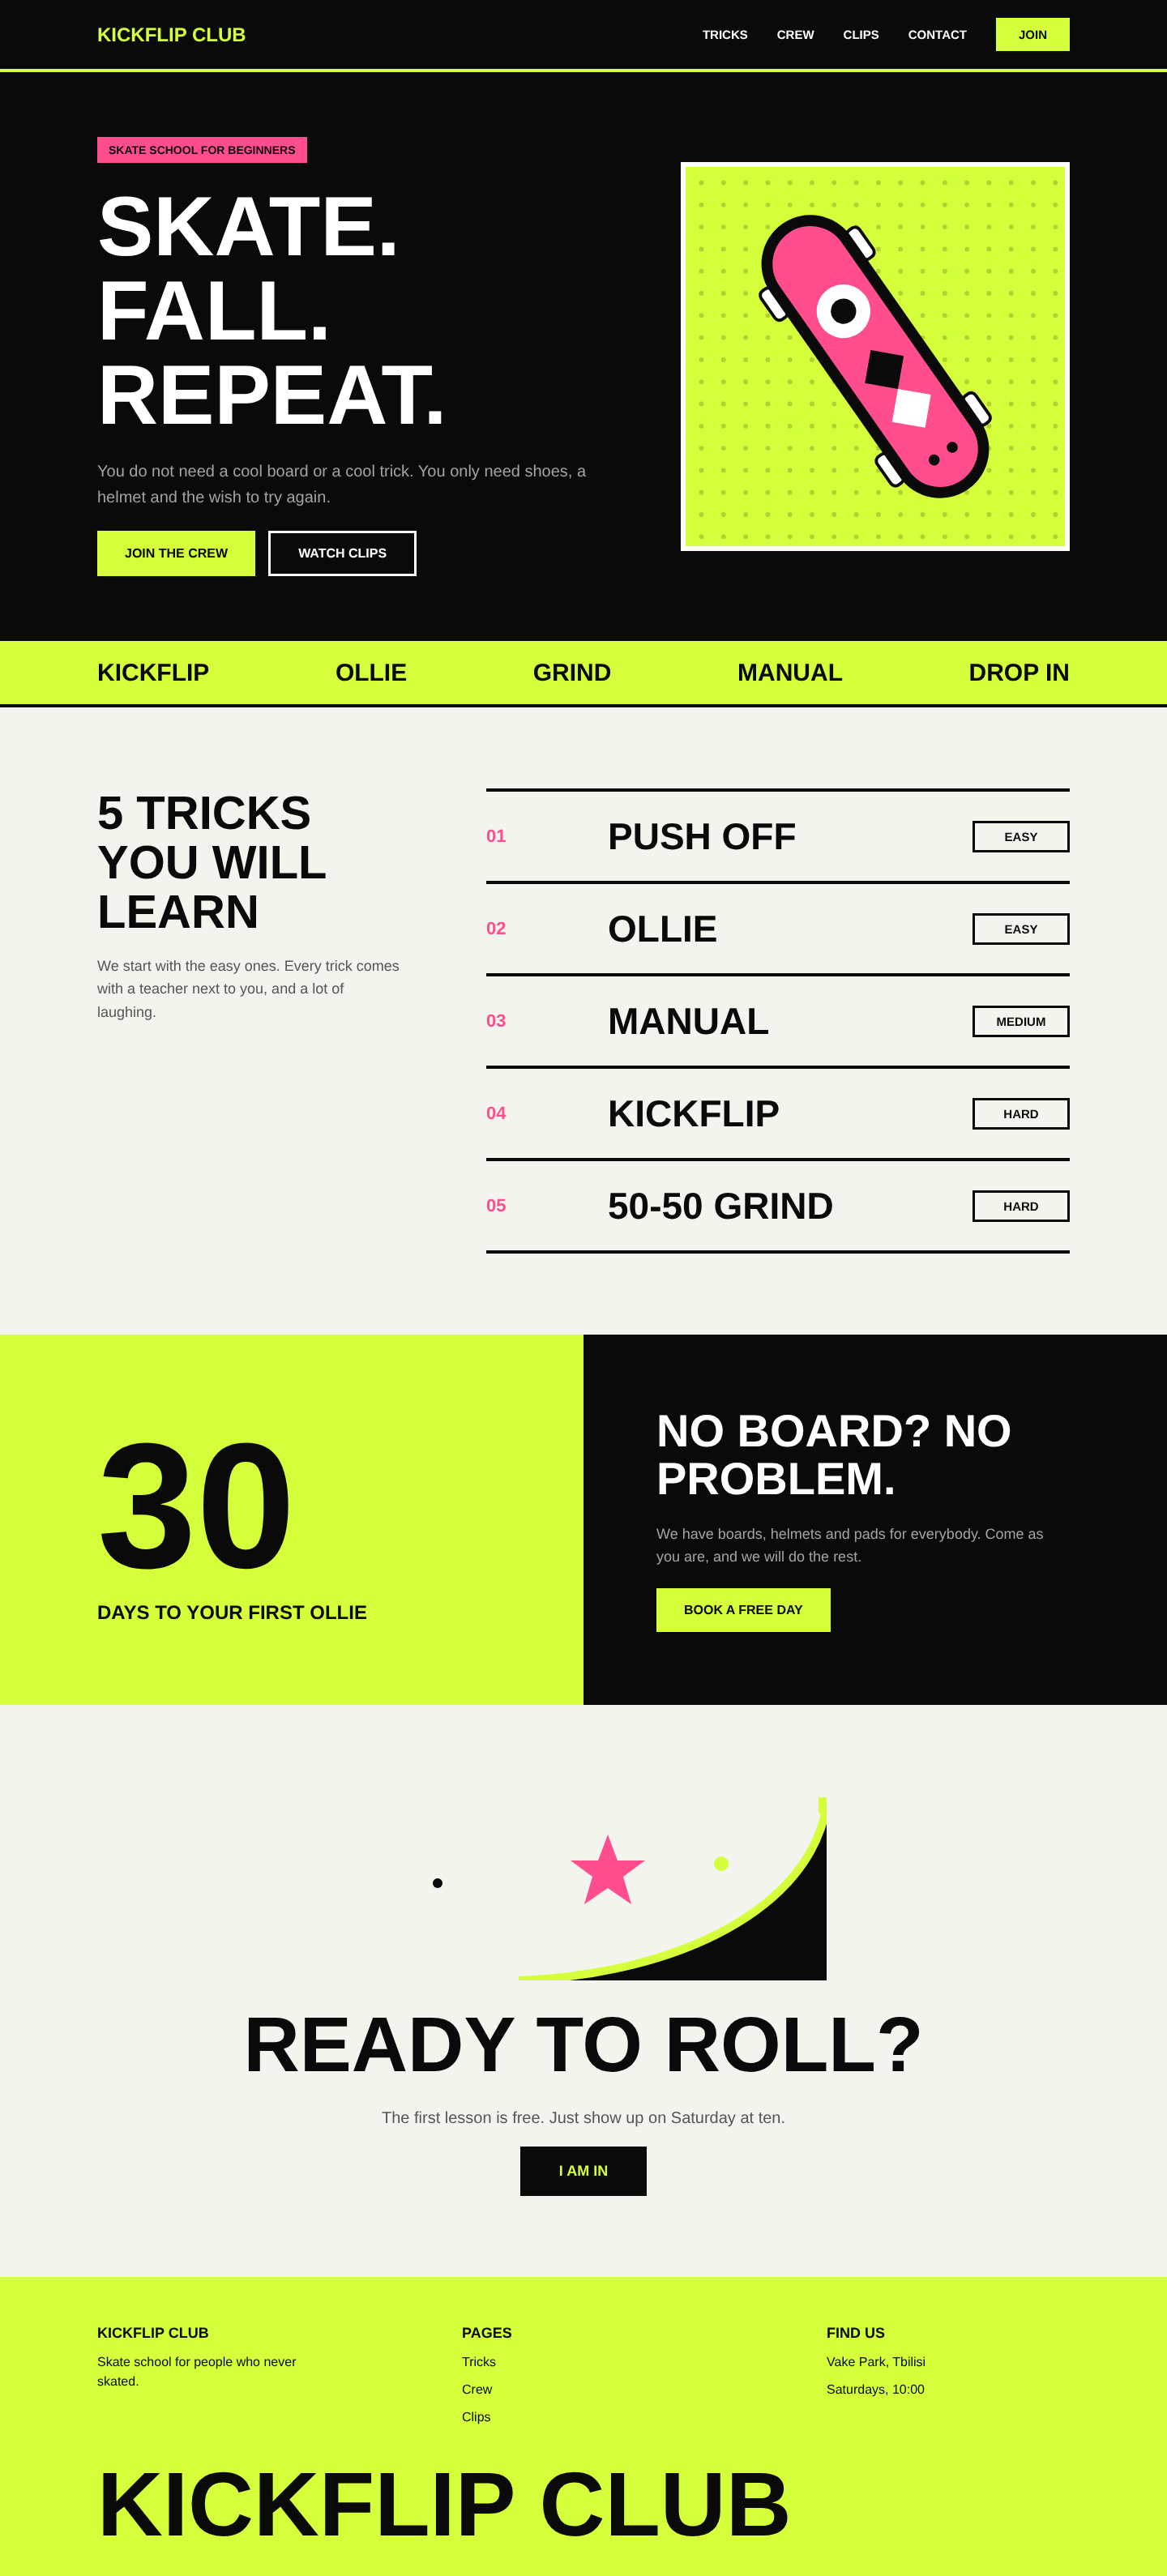 KICKFLIP CLUB
TRICKS
CREW
CLIPS
CONTACT
JOIN
SKATE SCHOOL FOR BEGINNERS
SKATE.
FALL.
REPEAT.
You do not need a cool board or a cool trick. You only need shoes, a
helmet and the wish to try again.
JOIN THE CREW
WATCH CLIPS
KICKFLIP
OLLIE
GRIND
MANUAL
DROP IN
5 TRICKS
YOU WILL
LEARN
We start with the easy ones. Every trick comes
with a teacher next to you, and a lot of
laughing.
01
PUSH OFF
EASY
02
OLLIE
EASY
03
MANUAL
MEDIUM
04
KICKFLIP
HARD
05
50-50 GRIND
HARD
30
DAYS TO YOUR FIRST OLLIE
NO BOARD? NO
PROBLEM.
We have boards, helmets and pads for everybody. Come as
you are, and we will do the rest.
BOOK A FREE DAY
READY TO ROLL?
The first lesson is free. Just show up on Saturday at ten.
I AM IN
KICKFLIP CLUB
Skate school for people who never
skated.
PAGES
Tricks
Crew
Clips
FIND US
Vake Park, Tbilisi
Saturdays, 10:00
KICKFLIP CLUB